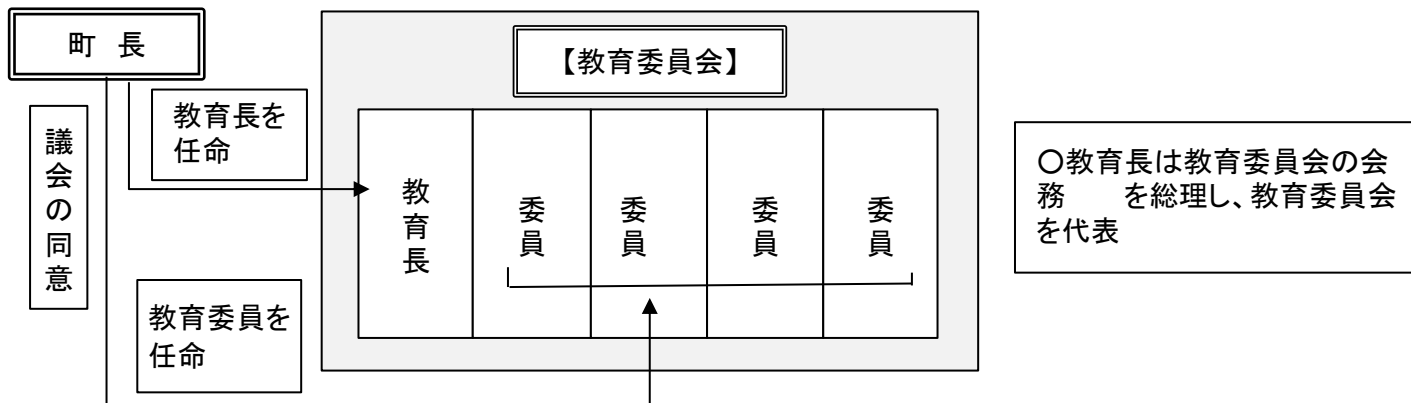 町 長
【教育委員会】
議会の同意
教育長を
任命
教育長
委員
委員
委員
委員
〇教育長は教育委員会の会
務　　を総理し、教育委員会
を代表
教育委員を
任命